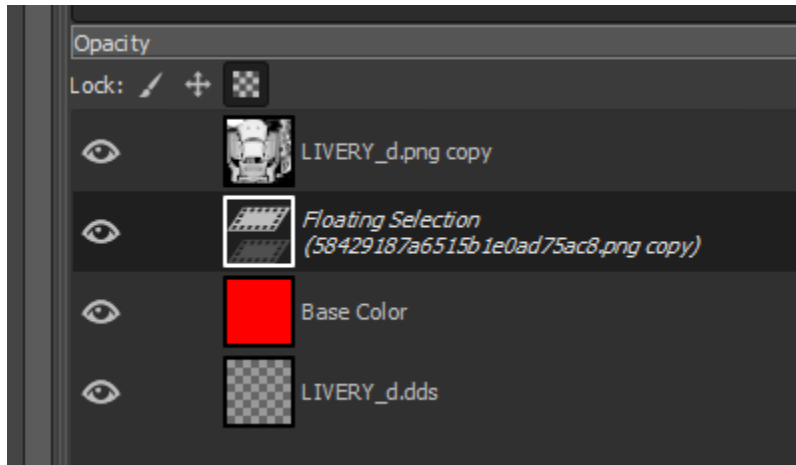 Opacity
Lock:
LIVERY_d.png copy
Floating Selection
(58429187a6515b1e0ad75ac8.png copy)
Base Color
LIVERY_d.dds